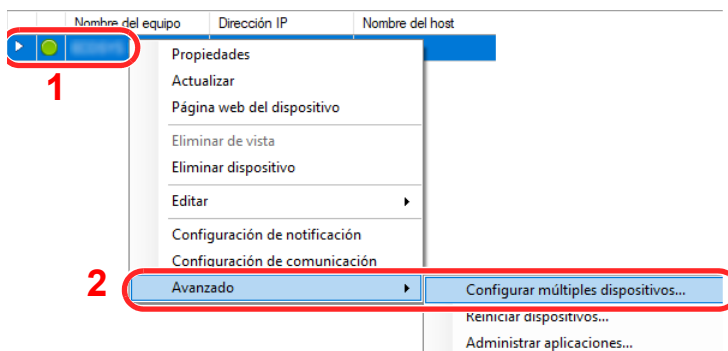 Nombre del equipo Dirección IP Nombre del host
1
Propiedades
Actualizar
Página web del dispositivo
Eliminar de vista
Eliminar dispositivo
Editar
Configuración de notificación
Configuración de comunicación
2
Avanzado
Configurar múltiples dispositivos...
Reiniciar dispositivos...
Administrar aplicaciones...